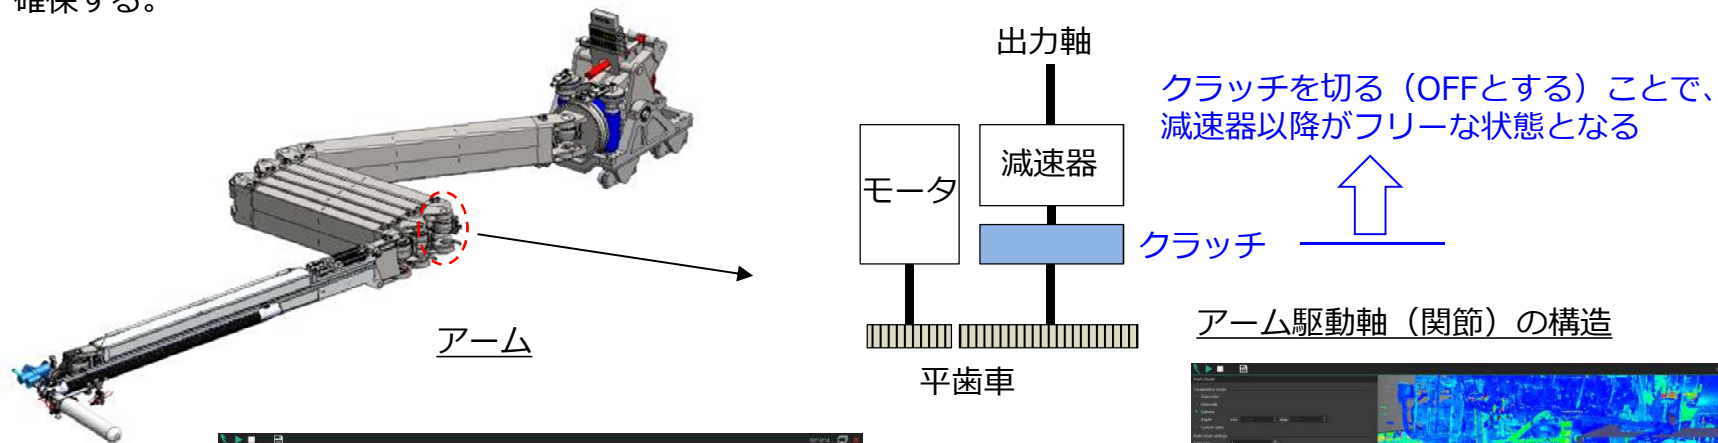 確保する。
出力軸
クラッチを切る（OFFとする）ことで、
減速器以降がフリーな状態となる
減速器
モータ
クラッチ
アーム駆動軸（関節）の構造
アーム
平歯車